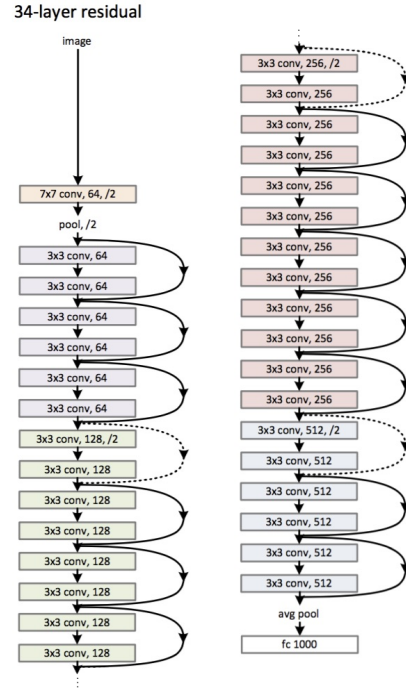 34-layer residual
image
7x7 conv, 64, /2
pool, /2
3x3 conv, 64
3x3 conv, 64
3x3 conv, 64
3x3 conv, 64
3x3 conv, 64
3x3 conv, 64
3x3 conv, 128, /2
3x3 conv, 128
3x3 conv, 128
3x3 conv, 128
3x3 conv, 128
3x3 conv, 128
3x3 conv, 128
3x3 conv, 128
3x3 conv, 256, /2
3x3 conv, 256
3x3 conv, 256
3x3 conv, 256
3x3 conv, 256
3x3 conv, 256
3x3 conv, 256
3x3 conv, 256
3x3 conv, 256
3x3 conv, 256
3x3 conv, 256
3x3 conv, 256
3x3 conv, 512, /2
3x3 conv, 512
3x3 conv, 512
3x3 conv, 512
3x3 conv, 512
3x3 conv, 512
avg pool
fc 1000